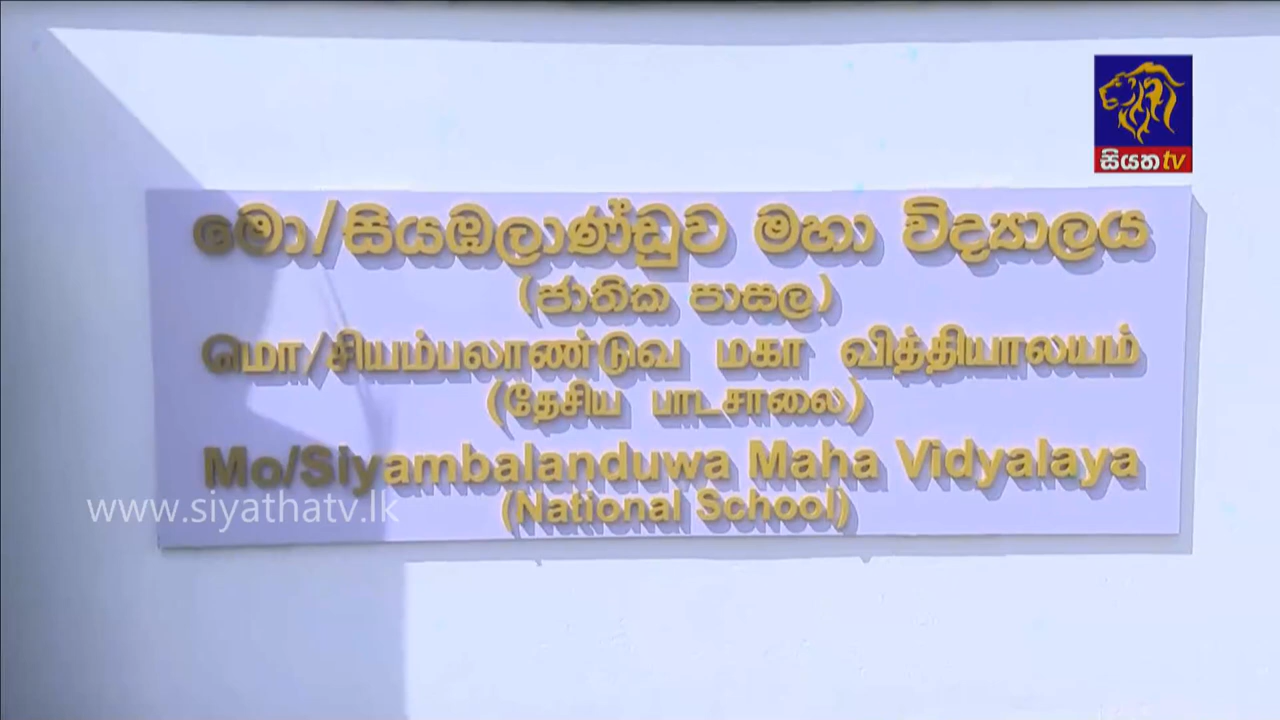 සියත tv
මො/සියඹලාණ්ඩුව මහා විද්‍යාලය
(ජාතික පාසල)
மொ/சியம்பலாண்டுவ மகா வித்தியாலயம்
(தேசிய பாடசாலை)
Mo/Siyambalanduwa Maha Vidyalaya
www.siyathatv.lk
(National School)